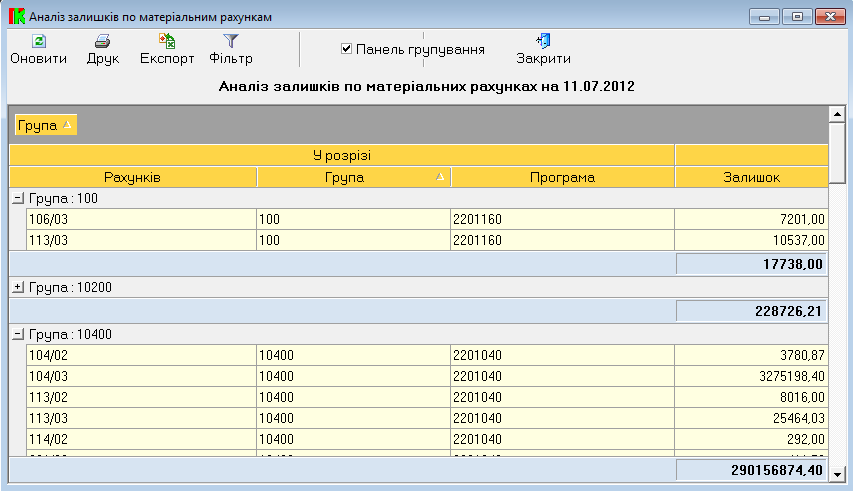 Аналіз залишків по матеріальним рахункам
Оновити Друк Експорт Фільтр Панель групування Закрити
Аналіз залишків по матеріальних рахунках на 11.07.2012
Група
У розрізі
Рахунків Група Програма Залишок
Група : 100
106/03 100 2201160 7201,00
113/03 100 2201160 10537,00
17738,00
Група : 10200
228726,21
Група : 10400
104/02 10400 2201040 3780,87
104/03 10400 2201040 3275198,40
113/02 10400 2201040 8016,00
113/03 10400 2201040 25464,03
114/02 10400 2201040 292,00
290156874,40